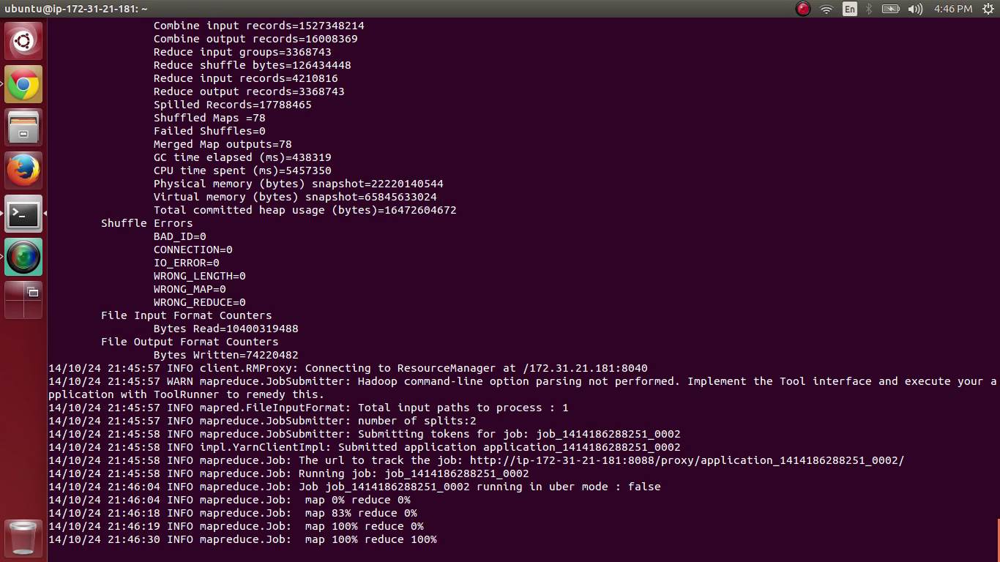 ubuntu@ip-172-31-21-181: ~
En
4:46 PM
Combine input records=1527348214
Combine output records=16008369
Reduce input groups=3368743
Reduce shuffle bytes=126434448
Reduce input records=4210816
Reduce output records=3368743
Spilled Records=17788465
Shuffled Maps =78
Failed Shuffles=0
Merged Map outputs=78
GC time elapsed (ms)=438319
CPU time spent (ms)=5457350
Physical memory (bytes) snapshot=22220140544
Virtual memory (bytes) snapshot=65845633024
Total committed heap usage (bytes)=16472604672
Shuffle Errors
BAD_ID=0
CONNECTION=0
IO_ERROR=0
WRONG_LENGTH=0
WRONG_MAP=0
WRONG_REDUCE=0
File Input Format Counters
Bytes Read=10400319488
File Output Format Counters
Bytes Written=74220482
14/10/24 21:45:57 INFO client.RMProxy: Connecting to ResourceManager at /172.31.21.181:8040
14/10/24 21:45:57 WARN mapreduce.JobSubmitter: Hadoop command-line option parsing not performed. Implement the Tool interface and execute your a
pplication with ToolRunner to remedy this.
14/10/24 21:45:57 INFO mapred.FileInputFormat: Total input paths to process : 1
14/10/24 21:45:57 INFO mapreduce.JobSubmitter: number of splits:2
14/10/24 21:45:58 INFO mapreduce.JobSubmitter: Submitting tokens for job: job_1414186288251_0002
14/10/24 21:45:58 INFO impl.YarnClientImpl: Submitted application application_1414186288251_0002
14/10/24 21:45:58 INFO mapreduce.Job: The url to track the job: http://ip-172-31-21-181:8088/proxy/application_1414186288251_0002/
14/10/24 21:45:58 INFO mapreduce.Job: Running job: job_1414186288251_0002
14/10/24 21:46:04 INFO mapreduce.Job: Job job_1414186288251_0002 running in uber mode : false
14/10/24 21:46:04 INFO mapreduce.Job:  map 0% reduce 0%
14/10/24 21:46:18 INFO mapreduce.Job:  map 83% reduce 0%
14/10/24 21:46:19 INFO mapreduce.Job:  map 100% reduce 0%
14/10/24 21:46:30 INFO mapreduce.Job:  map 100% reduce 100%